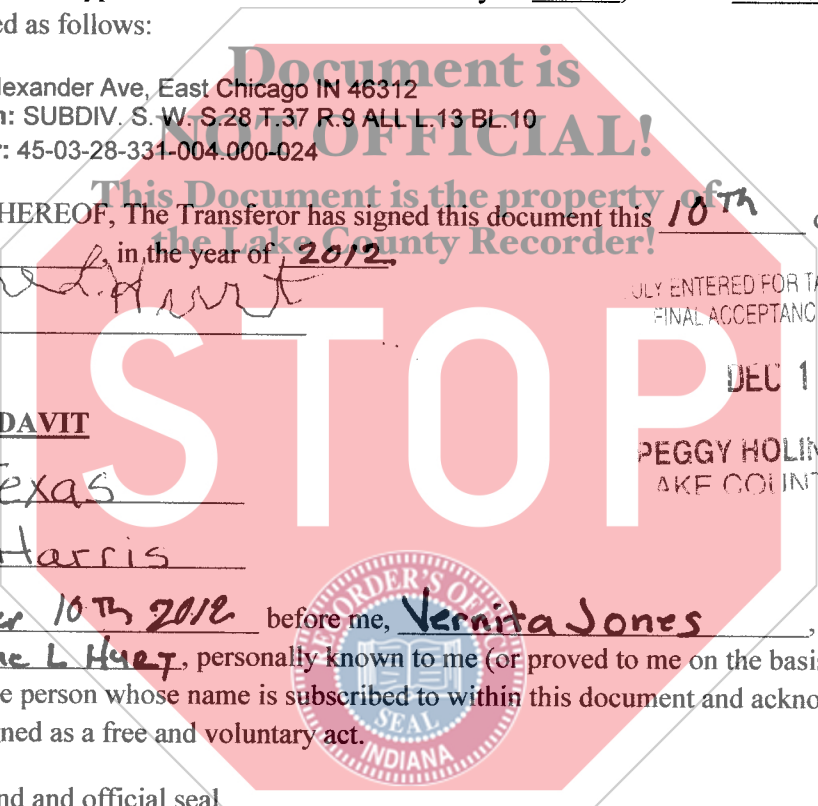 ed as follows:
Document is
lexander Ave, East Chicago IN 46312
n: SUBDIV. S. W. S.28 T.37 R.9 ALL L.13 BL.10
NOT OFFICIAL!
: 45-03-28-331-004.000-024
This Document is the property of
HEREOF, The Transferor has signed this document this 10Th
the Lake County Recorder!
, in the year of 2012.
ULY ENTERED FOR TA
FINAL ACCEPTANC
STOP
DEC 1
DAVIT
PEGGY HOLIN
AKE COUNT
Texas
Harris
RECORDER'S OFFICE
er 10Th 2012 before me, Vernita Jones,
ne L Hurt, personally known to me (or proved to me on the basis
e person whose name is subscribed to within this document and acknow
gned as a free and voluntary act.
SEAL
INDIANA
nd and official seal